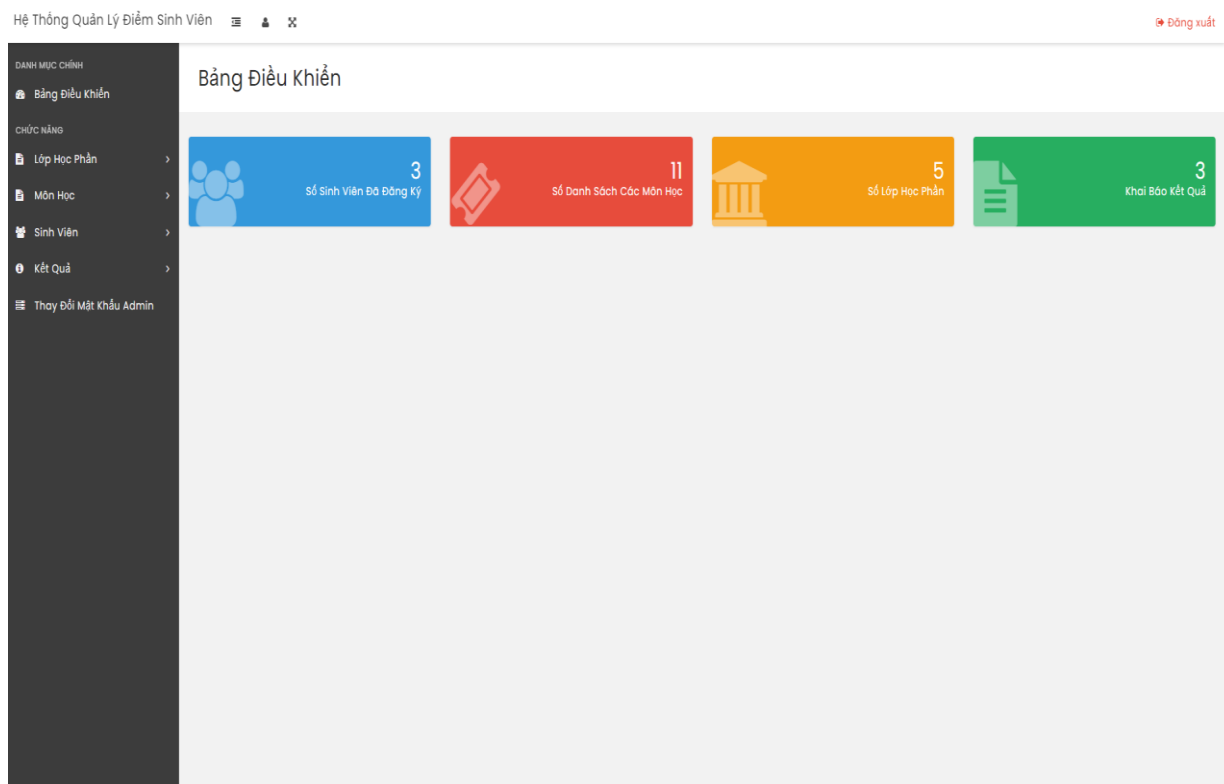 Hệ Thống Quản Lý Điểm Sinh Viên
Đăng xuất
DANH MỤC CHÍNH
Bảng Điều Khiển
CHỨC NĂNG
Lớp Học Phần
Môn Học
Sinh Viên
Kết Quả
Thay Đổi Mật Khẩu Admin
Bảng Điều Khiển
3
Số Sinh Viên Đã Đăng Ký
11
Số Danh Sách Các Môn Học
5
Số Lớp Học Phần
3
Khai Báo Kết Quả